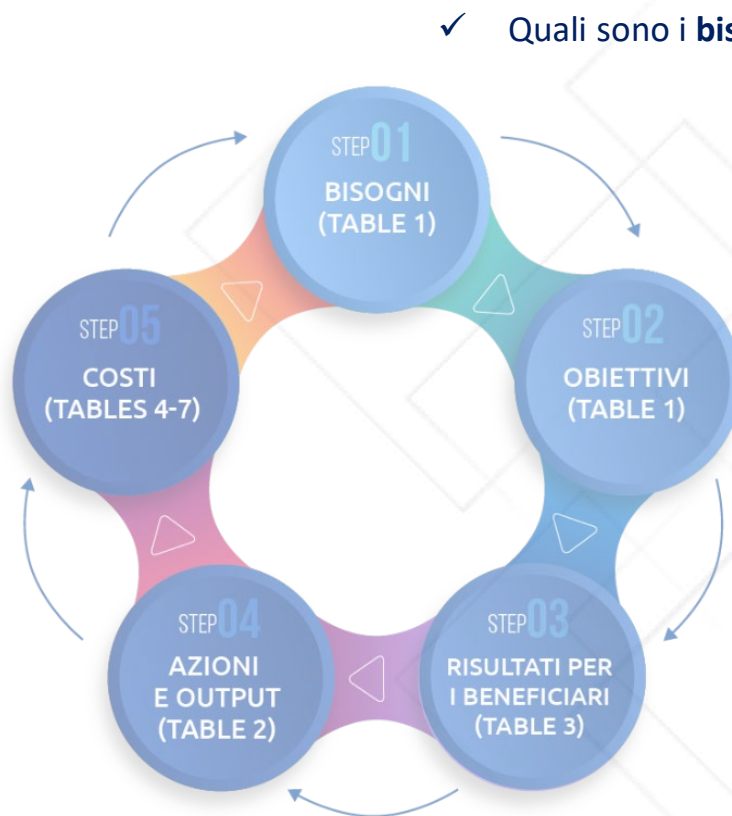 ✓ Quali sono i bis
STEP01
BISOGNI
(TABLE 1)
STEP02
OBIETTIVI
(TABLE 1)
STEP03
RISULTATI PER
I BENEFICIARI
(TABLE 3)
STEP04
AZIONI
E OUTPUT
(TABLE 2)
STEP05
COSTI
(TABLES 4-7)